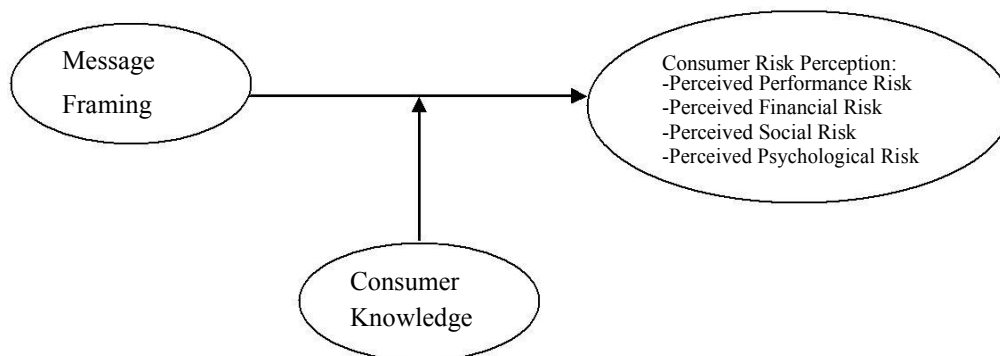 Message
Framing
Consumer Risk Perception:
-Perceived Performance Risk
-Perceived Financial Risk
-Perceived Social Risk
-Perceived Psychological Risk
Consumer
Knowledge